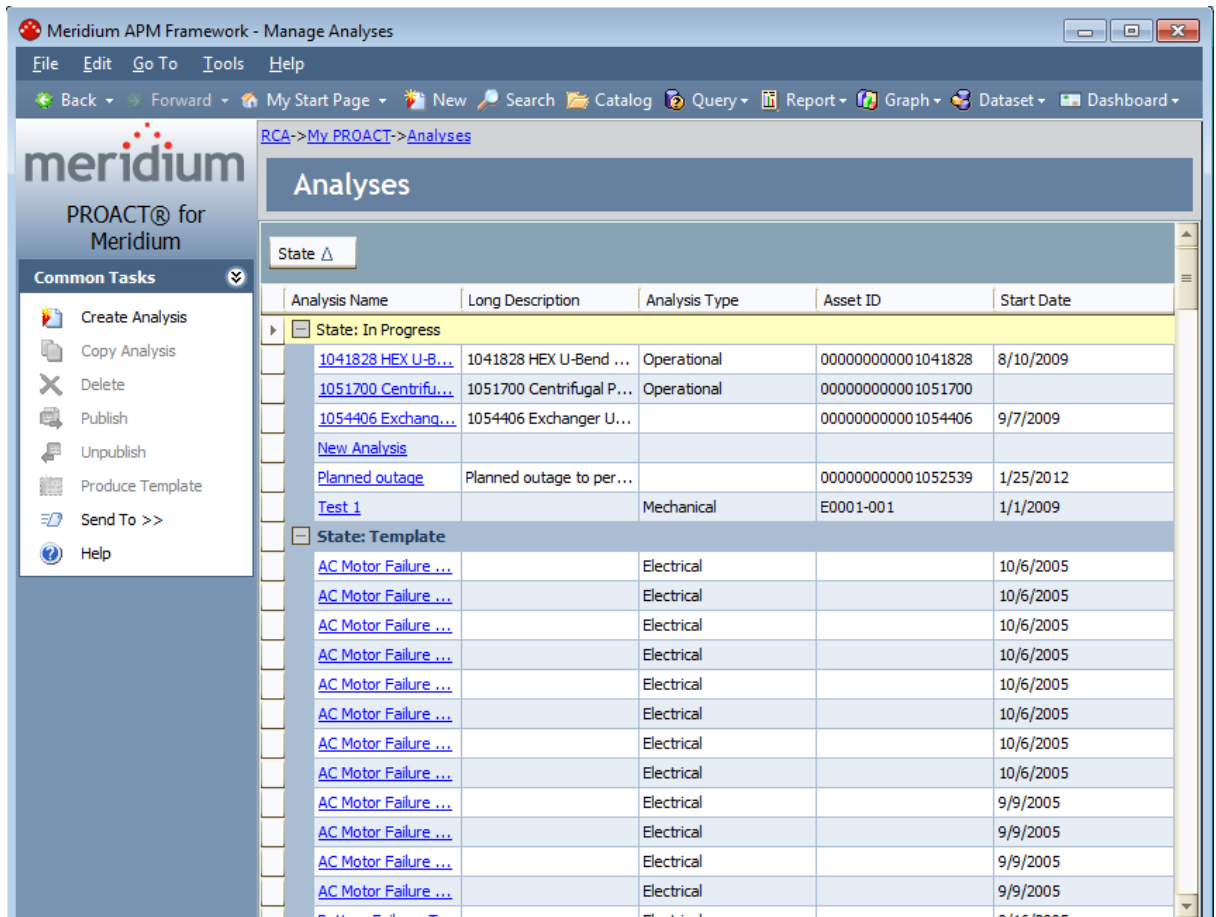 Meridium APM Framework - Manage Analyses
File Edit Go To Tools Help
Back Forward My Start Page New Search Catalog Query Report Graph Dataset Dashboard
meridium
PROACT® for
Meridium
Common Tasks
Create Analysis
Copy Analysis
Delete
Publish
Unpublish
Produce Template
Send To >>
Help
RCA->My PROACT->Analyses
Analyses
State
Analysis Name Long Description Analysis Type Asset ID Start Date
State: In Progress
1041828 HEX U-B... 1041828 HEX U-Bend ... Operational 000000000001041828 8/10/2009
1051700 Centrifu... 1051700 Centrifugal P... Operational 000000000001051700
1054406 Exchang... 1054406 Exchanger U... 000000000001054406 9/7/2009
New Analysis
Planned outage Planned outage to per... 000000000001052539 1/25/2012
Test 1 Mechanical E0001-001 1/1/2009
State: Template
AC Motor Failure ... Electrical 10/6/2005
AC Motor Failure ... Electrical 10/6/2005
AC Motor Failure ... Electrical 10/6/2005
AC Motor Failure ... Electrical 10/6/2005
AC Motor Failure ... Electrical 10/6/2005
AC Motor Failure ... Electrical 10/6/2005
AC Motor Failure ... Electrical 10/6/2005
AC Motor Failure ... Electrical 10/6/2005
AC Motor Failure ... Electrical 9/9/2005
AC Motor Failure ... Electrical 9/9/2005
AC Motor Failure ... Electrical 9/9/2005
AC Motor Failure ... Electrical 9/9/2005